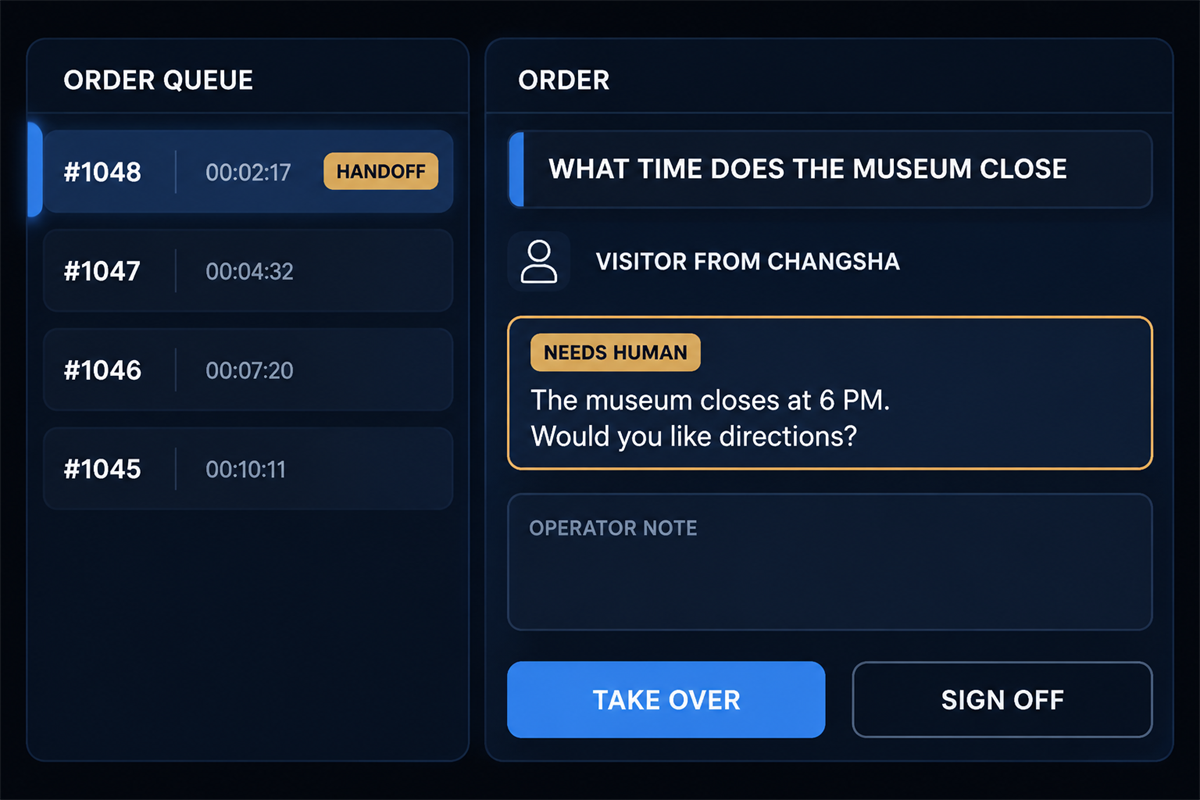 ORDER QUEUE
#1048
00:02:17
HANDOFF
#1047
00:04:32
#1046
00:07:20
#1045
00:10:11
ORDER
WHAT TIME DOES THE MUSEUM CLOSE
VISITOR FROM CHANGSHA
NEEDS HUMAN
The museum closes at 6 PM.
Would you like directions?
OPERATOR NOTE
TAKE OVER
SIGN OFF